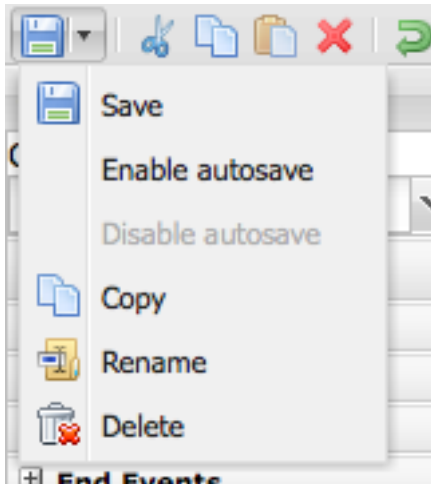 Save
Enable autosave
Disable autosave
Copy
Rename
Delete
End Events